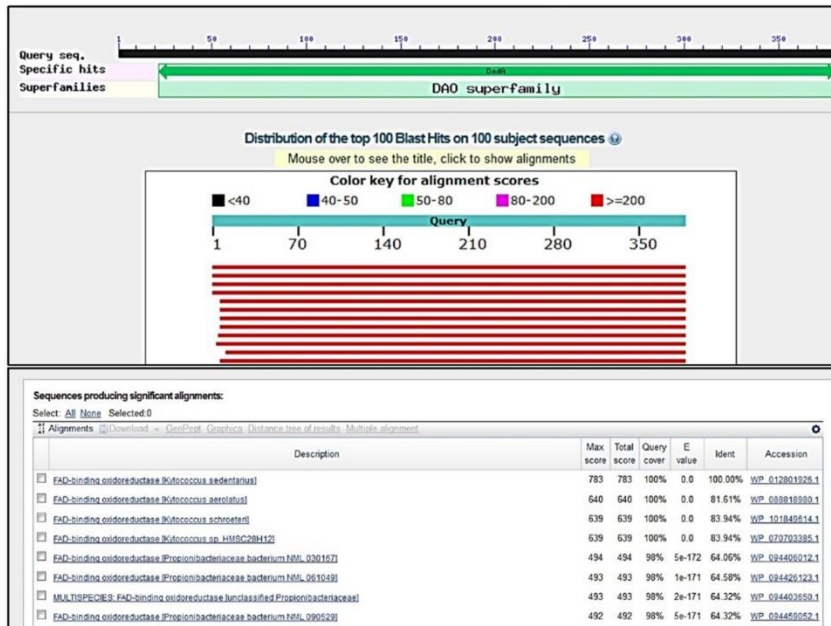 1 50 100 150 200 250 300 350
Query seq.
Specific hits DadA
Superfamilies DAO superfamily
Distribution of the top 100 Blast Hits on 100 subject sequences
Mouse over to see the title, click to show alignments
Color key for alignment scores
<40 40-50 50-80 80-200 >=200
Query
1 70 140 210 280 350
Sequences producing significant alignments:
Select: All None Selected:0
Alignments Download GenPept Graphics Distance tree of results Multiple alignment
Description Max score Total score Query cover E value Ident Accession
FAD-binding oxidoreductase [Kytococcus sedentarius] 783 783 100% 0.0 100.00% WP_012801926.1
FAD-binding oxidoreductase [Kytococcus aerolatus] 640 640 100% 0.0 81.61% WP_088818980.1
FAD-binding oxidoreductase [Kytococcus schroeteri] 639 639 100% 0.0 83.94% WP_101849514.1
FAD-binding oxidoreductase [Kytococcus sp. HMSC28H12] 639 639 100% 0.0 83.94% WP_070703385.1
FAD-binding oxidoreductase [Propionibacteriaceae bacterium NML 030167] 494 494 98% 5e-172 64.06% WP_094406012.1
FAD-binding oxidoreductase [Propionibacteriaceae bacterium NML 061049] 493 493 98% 1e-171 64.58% WP_094426123.1
MULTISPECIES: FAD-binding oxidoreductase [unclassified Propionibacteriaceae] 493 493 98% 2e-171 64.32% WP_094403650.1
FAD-binding oxidoreductase [Propionibacteriaceae bacterium NML 090529] 492 492 98% 5e-171 64.32% WP_094459052.1